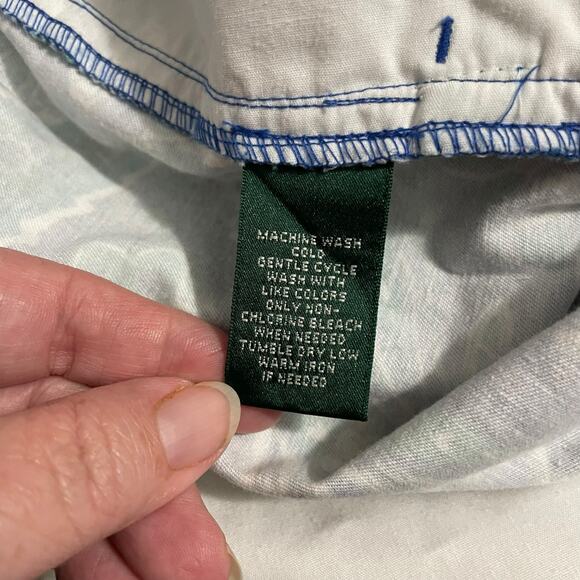 MACHINE WASH
COLD
GENTLE CYCLE
WASH WITH
LIKE COLORS
ONLY NON-
CHLORINE BLEACH
WHEN NEEDED
TUMBLE DRY LOW
WARM IRON
IF NEEDED